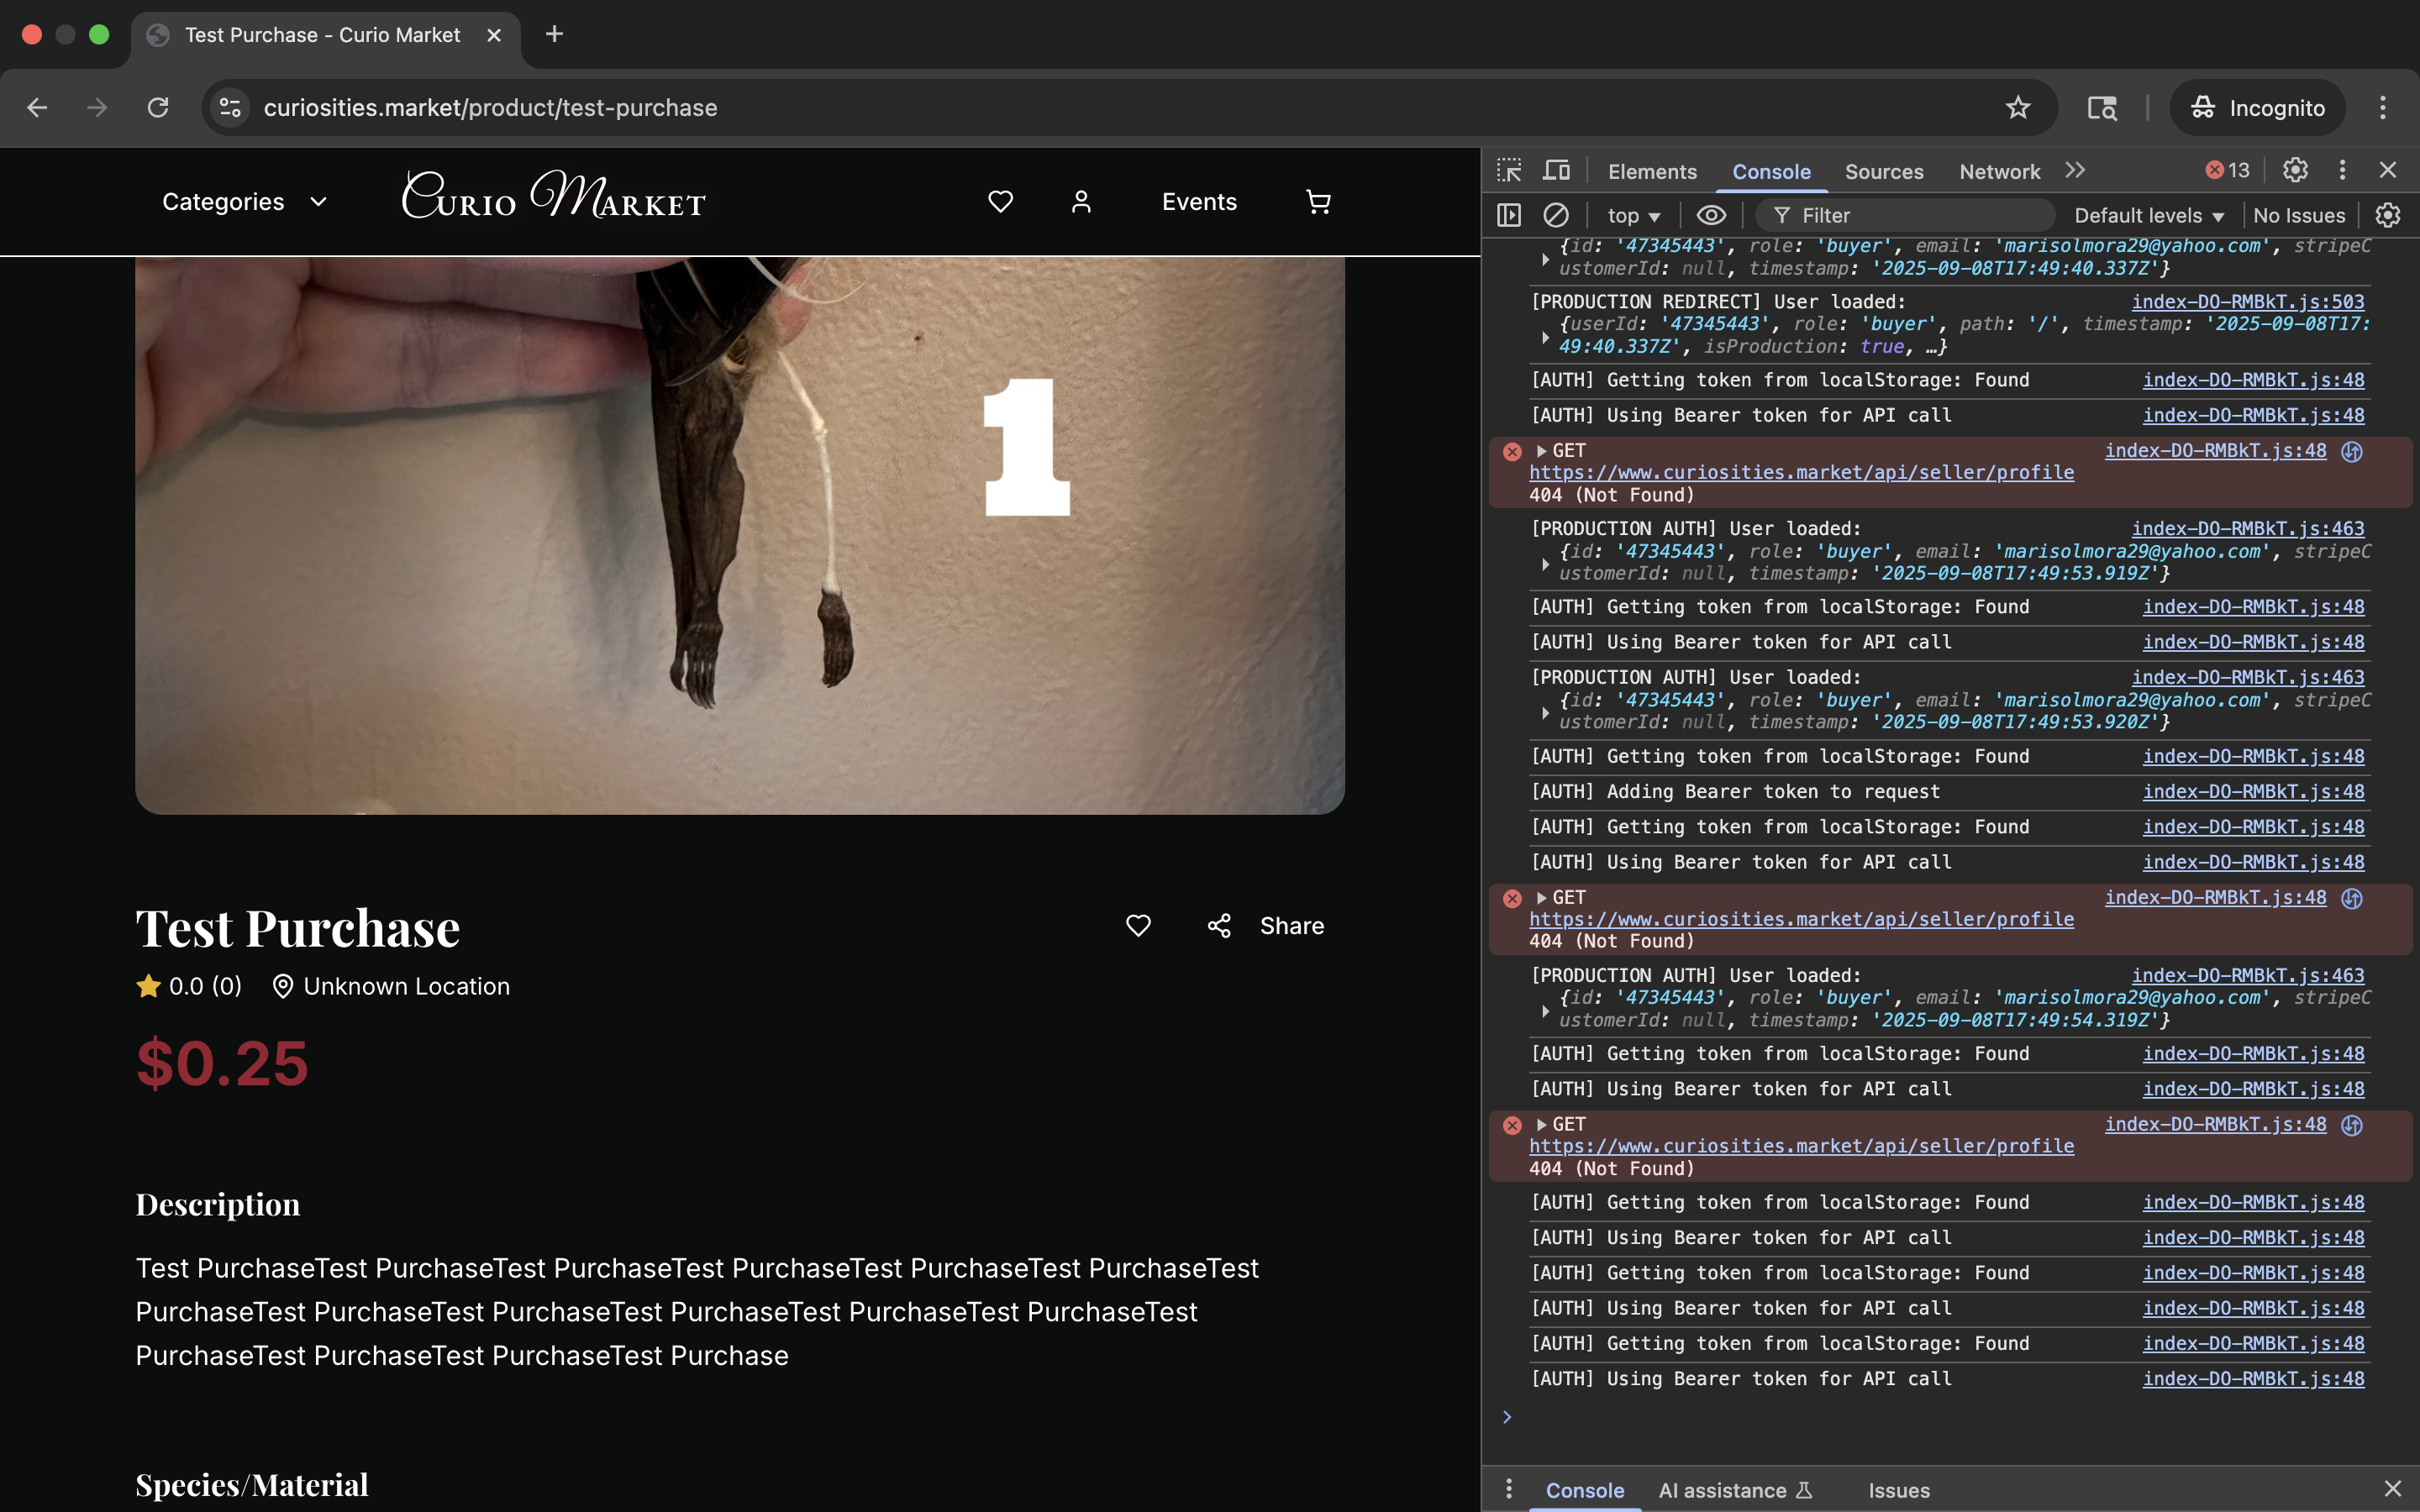 Test Purchase - Curio Market
curiosities.market/product/test-purchase
Incognito
Categories
Curio Market
Events
1
Test Purchase
Share
0.0 (0)
Unknown Location
$0.25
Description
Test PurchaseTest PurchaseTest PurchaseTest PurchaseTest PurchaseTest PurchaseTest
PurchaseTest PurchaseTest PurchaseTest PurchaseTest PurchaseTest PurchaseTest
PurchaseTest PurchaseTest PurchaseTest Purchase
Species/Material
Elements Console Sources Network 13
top Filter Default levels No Issues
{id: '47345443', role: 'buyer', email: 'marisolmora29@yahoo.com', stripeC
ustomerId: null, timestamp: '2025-09-08T17:49:40.337Z'}
[PRODUCTION REDIRECT] User loaded: index-DO-RMBkT.js:503
{userId: '47345443', role: 'buyer', path: '/', timestamp: '2025-09-08T17:
49:40.337Z', isProduction: true, …}
[AUTH] Getting token from localStorage: Found index-DO-RMBkT.js:48
[AUTH] Using Bearer token for API call index-DO-RMBkT.js:48
GET index-DO-RMBkT.js:48
https://www.curiosities.market/api/seller/profile
404 (Not Found)
[PRODUCTION AUTH] User loaded: index-DO-RMBkT.js:463
{id: '47345443', role: 'buyer', email: 'marisolmora29@yahoo.com', stripeC
ustomerId: null, timestamp: '2025-09-08T17:49:53.919Z'}
[AUTH] Getting token from localStorage: Found index-DO-RMBkT.js:48
[AUTH] Using Bearer token for API call index-DO-RMBkT.js:48
[PRODUCTION AUTH] User loaded: index-DO-RMBkT.js:463
{id: '47345443', role: 'buyer', email: 'marisolmora29@yahoo.com', stripeC
ustomerId: null, timestamp: '2025-09-08T17:49:53.920Z'}
[AUTH] Getting token from localStorage: Found index-DO-RMBkT.js:48
[AUTH] Adding Bearer token to request index-DO-RMBkT.js:48
[AUTH] Getting token from localStorage: Found index-DO-RMBkT.js:48
[AUTH] Using Bearer token for API call index-DO-RMBkT.js:48
GET index-DO-RMBkT.js:48
https://www.curiosities.market/api/seller/profile
404 (Not Found)
[PRODUCTION AUTH] User loaded: index-DO-RMBkT.js:463
{id: '47345443', role: 'buyer', email: 'marisolmora29@yahoo.com', stripeC
ustomerId: null, timestamp: '2025-09-08T17:49:54.319Z'}
[AUTH] Getting token from localStorage: Found index-DO-RMBkT.js:48
[AUTH] Using Bearer token for API call index-DO-RMBkT.js:48
GET index-DO-RMBkT.js:48
https://www.curiosities.market/api/seller/profile
404 (Not Found)
[AUTH] Getting token from localStorage: Found index-DO-RMBkT.js:48
[AUTH] Using Bearer token for API call index-DO-RMBkT.js:48
[AUTH] Getting token from localStorage: Found index-DO-RMBkT.js:48
[AUTH] Using Bearer token for API call index-DO-RMBkT.js:48
[AUTH] Getting token from localStorage: Found index-DO-RMBkT.js:48
[AUTH] Using Bearer token for API call index-DO-RMBkT.js:48
Console AI assistance Issues